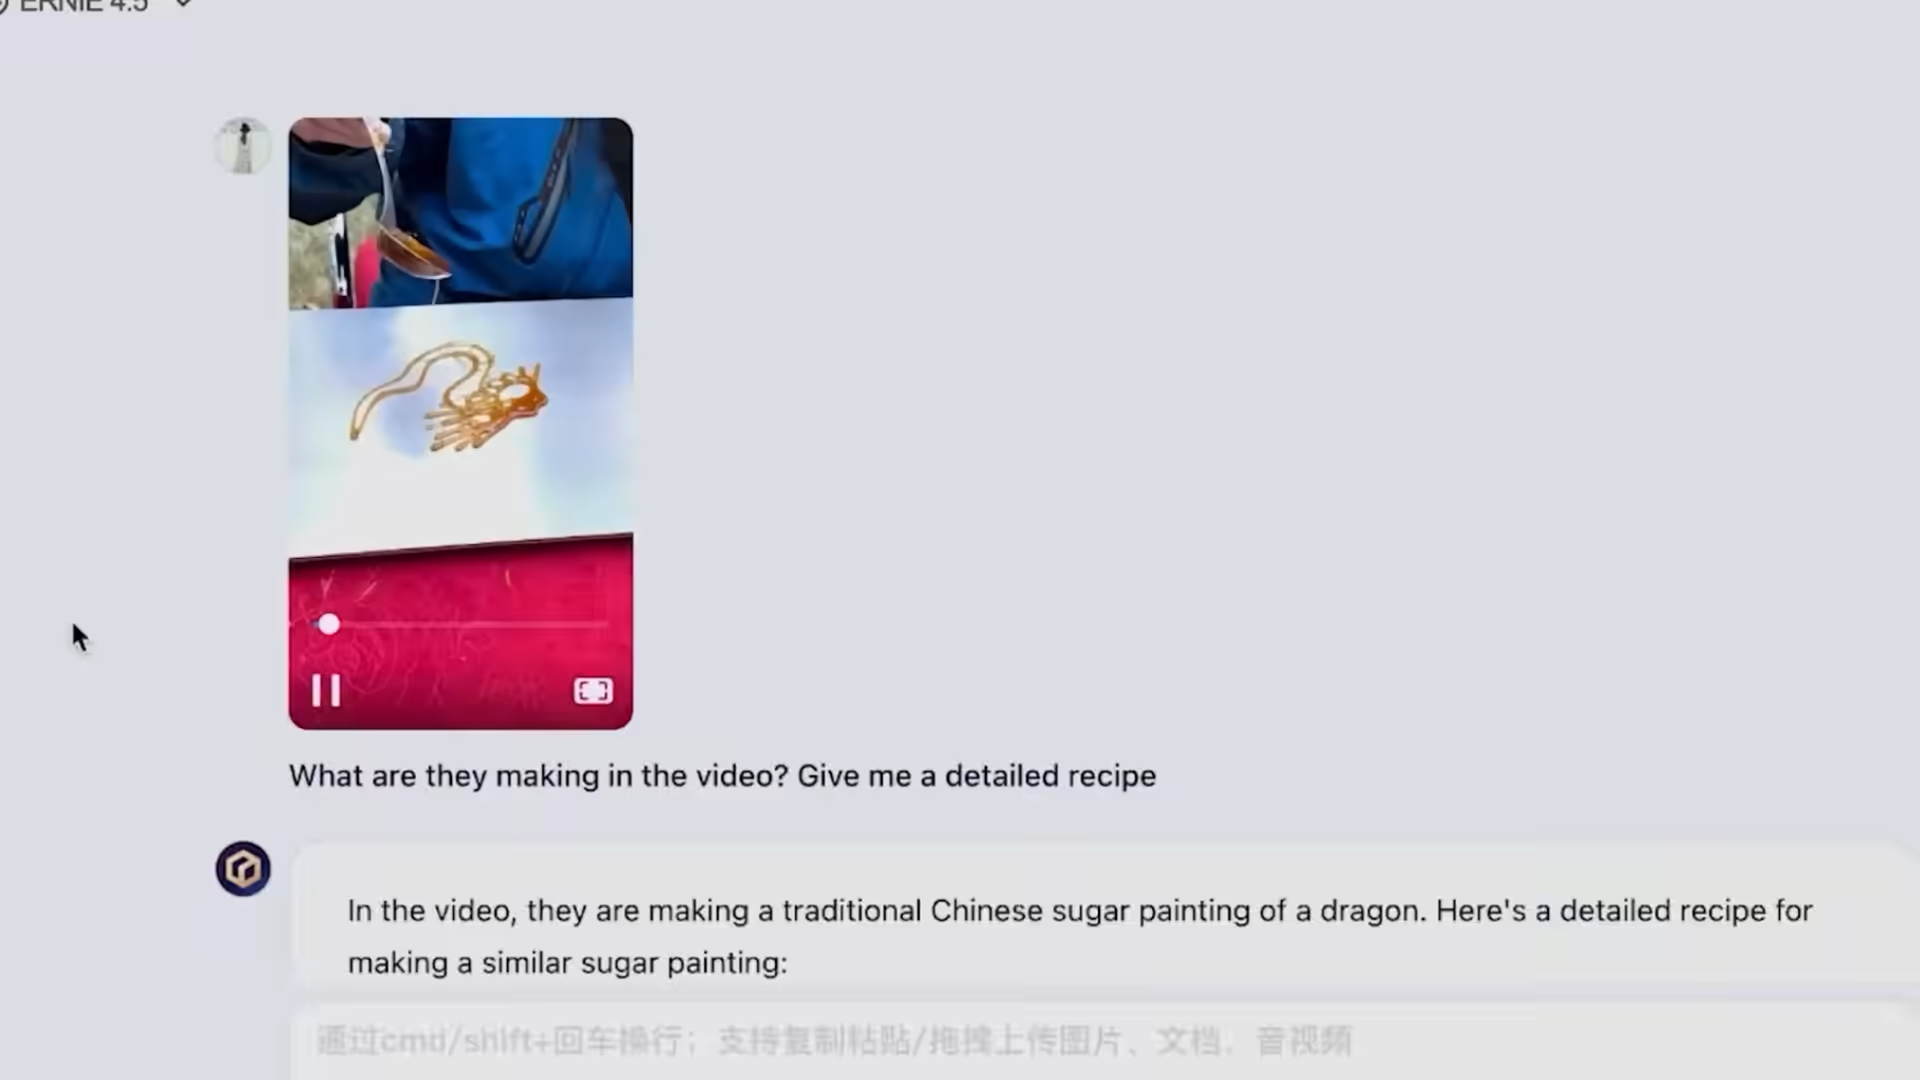 ERNIE 4.5
What are they making in the video? Give me a detailed recipe
In the video, they are making a traditional Chinese sugar painting of a dragon. Here's a detailed recipe for
making a similar sugar painting:
通过cmd/shift+回车换行；支持复制粘贴/拖拽上传图片、文档、音视频